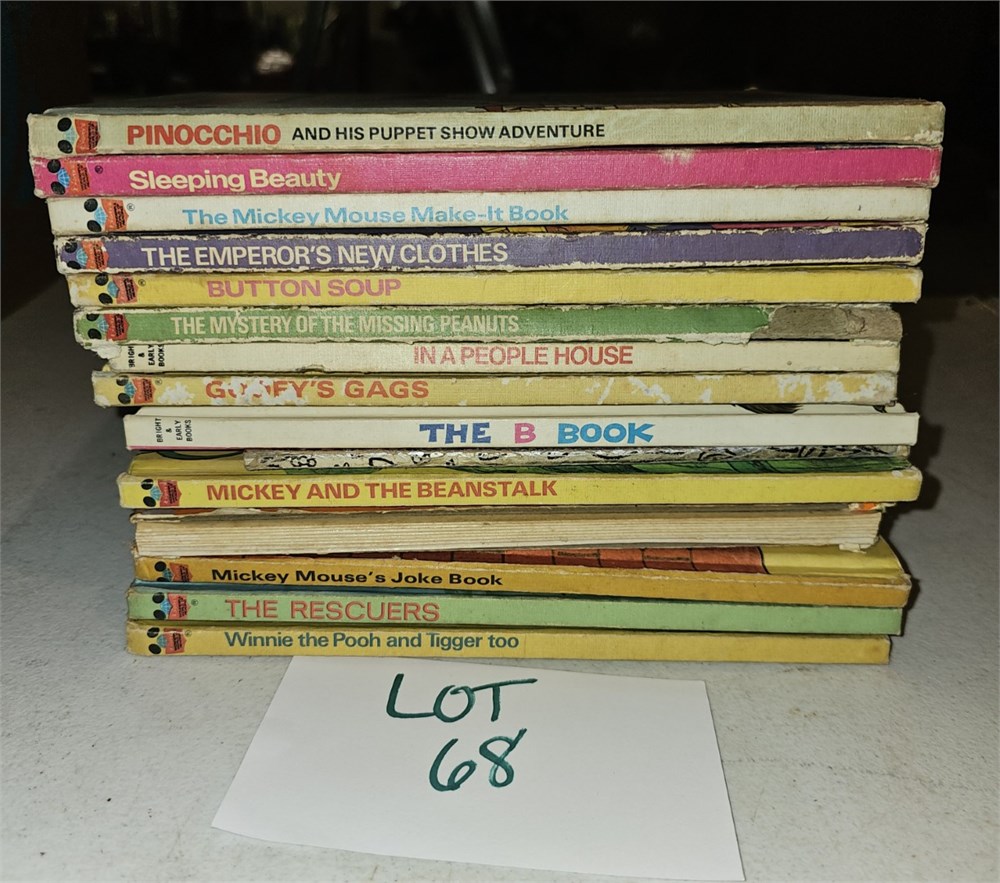 PINOCCHIO AND HIS PUPPET SHOW ADVENTURE
Sleeping Beauty
The Mickey Mouse Make-It Book
THE EMPEROR'S NEW CLOTHES
BUTTON SOUP
THE MYSTERY OF THE MISSING PEANUTS
BRIGHT & EARLY BOOKS IN A PEOPLE HOUSE
GOOFY'S GAGS
BRIGHT & EARLY BOOKS THE B BOOK
MICKEY AND THE BEANSTALK
Mickey Mouse's Joke Book
THE RESCUERS
Winnie the Pooh and Tigger too
LOT
68